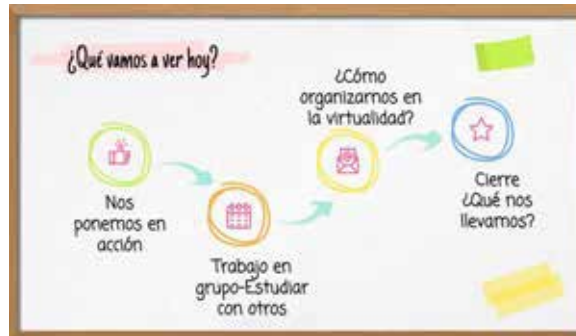 ¿Qué vamos a ver hoy?
Nos
ponemos en
acción
Trabajo en
grupo-Estudiar
con otros
¿Cómo
organizarnos en
la virtualidad?
Cierre
¿Qué nos
llevamos?